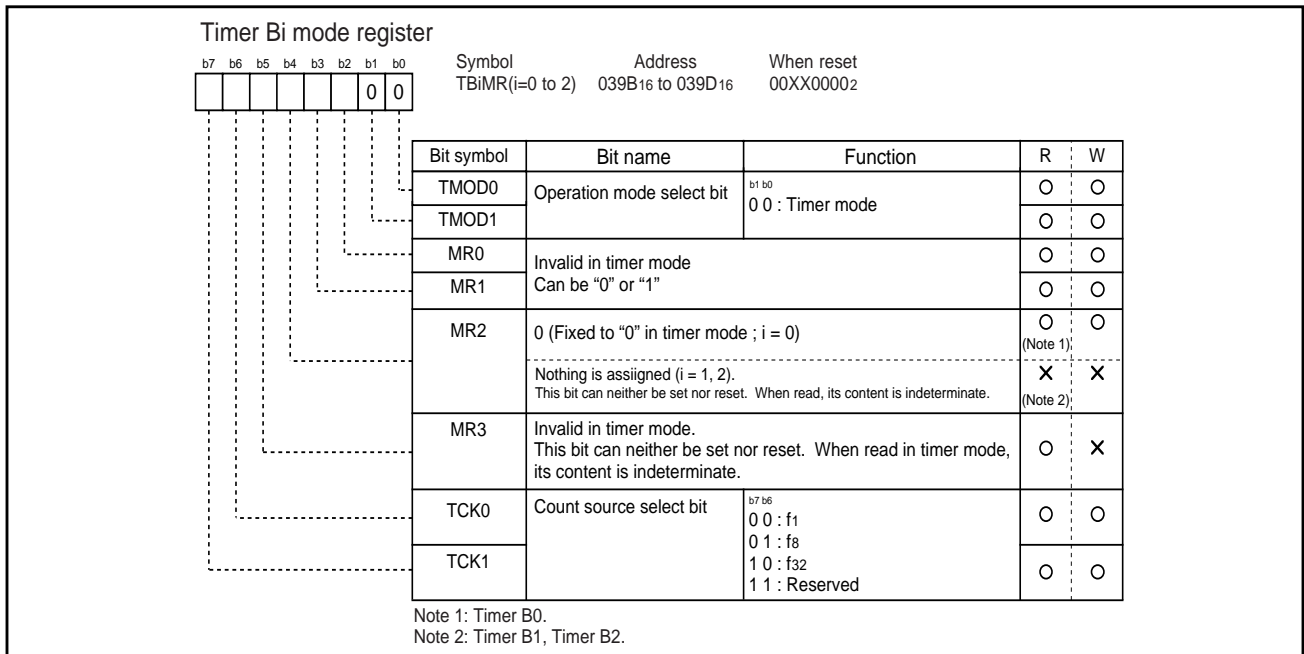 Timer Bi mode register
b7 b6 b5 b4 b3 b2 b1 b0
0 0
Symbol Address When reset
TBiMR(i=0 to 2) 039B16 to 039D16 00XX00002
Bit symbol Bit name Function R W
TMOD0 Operation mode select bit b1 b0
0 0 : Timer mode
TMOD1
MR0 Invalid in timer mode
MR1 Can be “0” or “1”
MR2 0 (Fixed to “0” in timer mode ; i = 0)
(Note 1)
Nothing is assiigned (i = 1, 2).
This bit can neither be set nor reset. When read, its content is indeterminate.
(Note 2)
MR3 Invalid in timer mode.
This bit can neither be set nor reset. When read in timer mode,
its content is indeterminate.
TCK0 Count source select bit b7 b6
0 0 : f1
0 1 : f8
TCK1 1 0 : f32
1 1 : Reserved
Note 1: Timer B0.
Note 2: Timer B1, Timer B2.